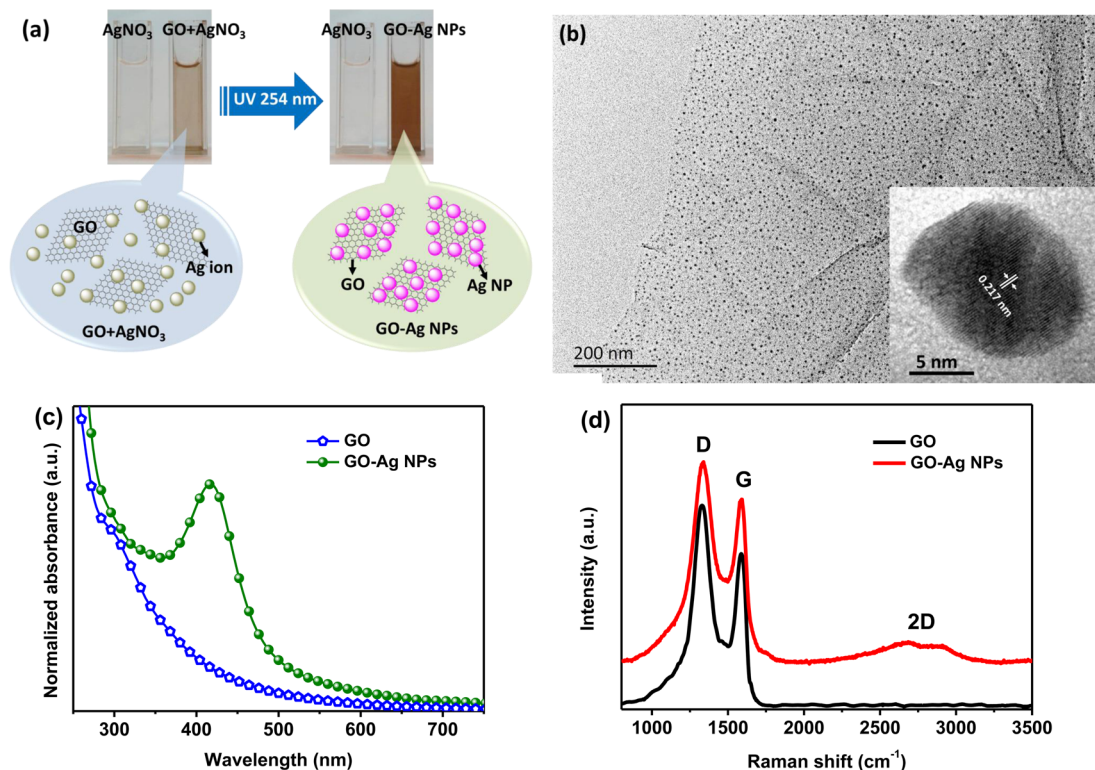 (a)
AgNO₃ GO+AgNO₃
UV 254 nm
AgNO₃ GO-Ag NPs
GO
Ag ion
GO+AgNO₃
GO
Ag NP
GO-Ag NPs
(b)
0.217 nm
200 nm
5 nm
(c)
GO
GO-Ag NPs
Normalized absorbance (a.u.)
300 400 500 600 700
Wavelength (nm)
(d)
D
G
2D
GO
GO-Ag NPs
Intensity (a.u.)
1000 1500 2000 2500 3000 3500
Raman shift (cm⁻¹)